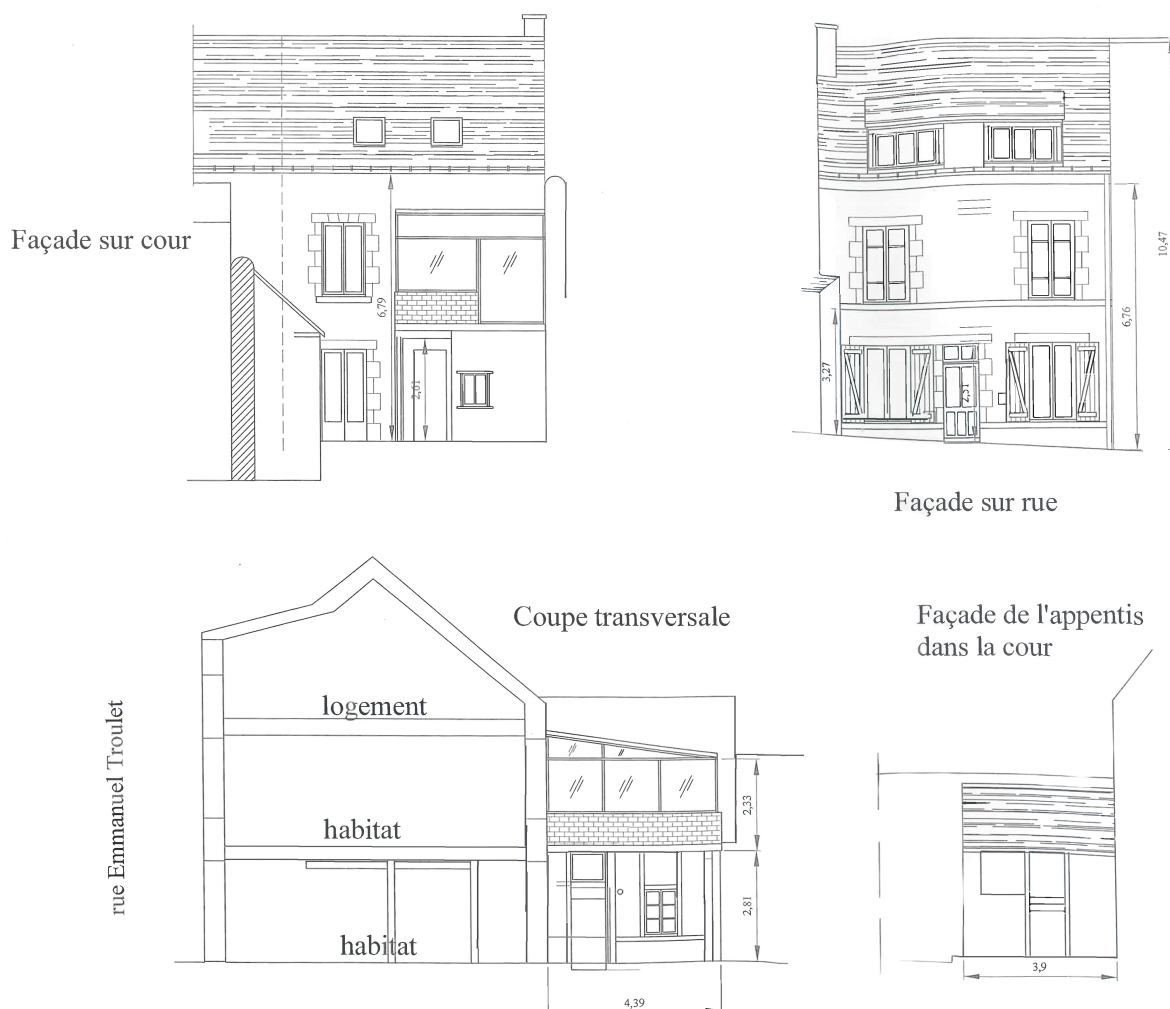 Façade sur cour
6,79
2,61
10,47
6,76
3,27
2,51
Façade sur rue
Coupe transversale
Façade de l'appentis
dans la cour
rue Emmanuel Troulet
logement
habitat
habitat
2,33
2,81
4,39
3,9